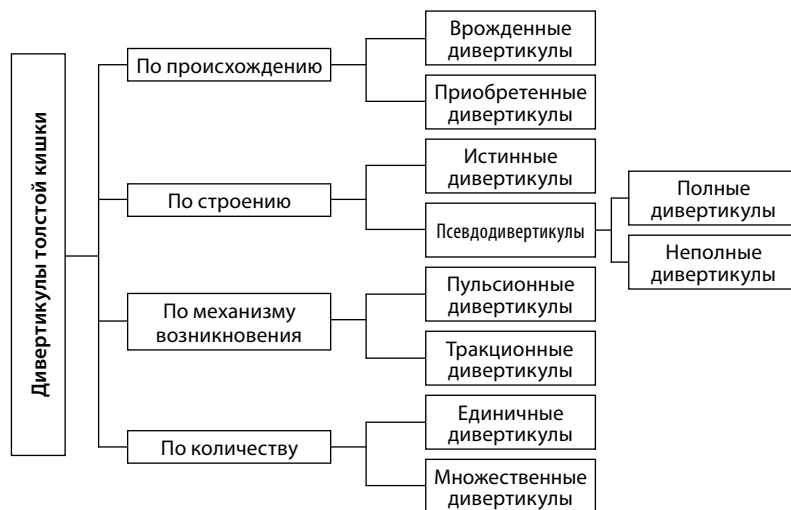 Дивертикулы толстой кишки
По происхождению
Врожденные
дивертикулы
Приобретенные
дивертикулы
По строению
Истинные
дивертикулы
Псевдодивертикулы
Полные
дивертикулы
Неполные
дивертикулы
По механизму
возникновения
Пульсионные
дивертикулы
Тракционные
дивертикулы
По количеству
Единичные
дивертикулы
Множественные
дивертикулы